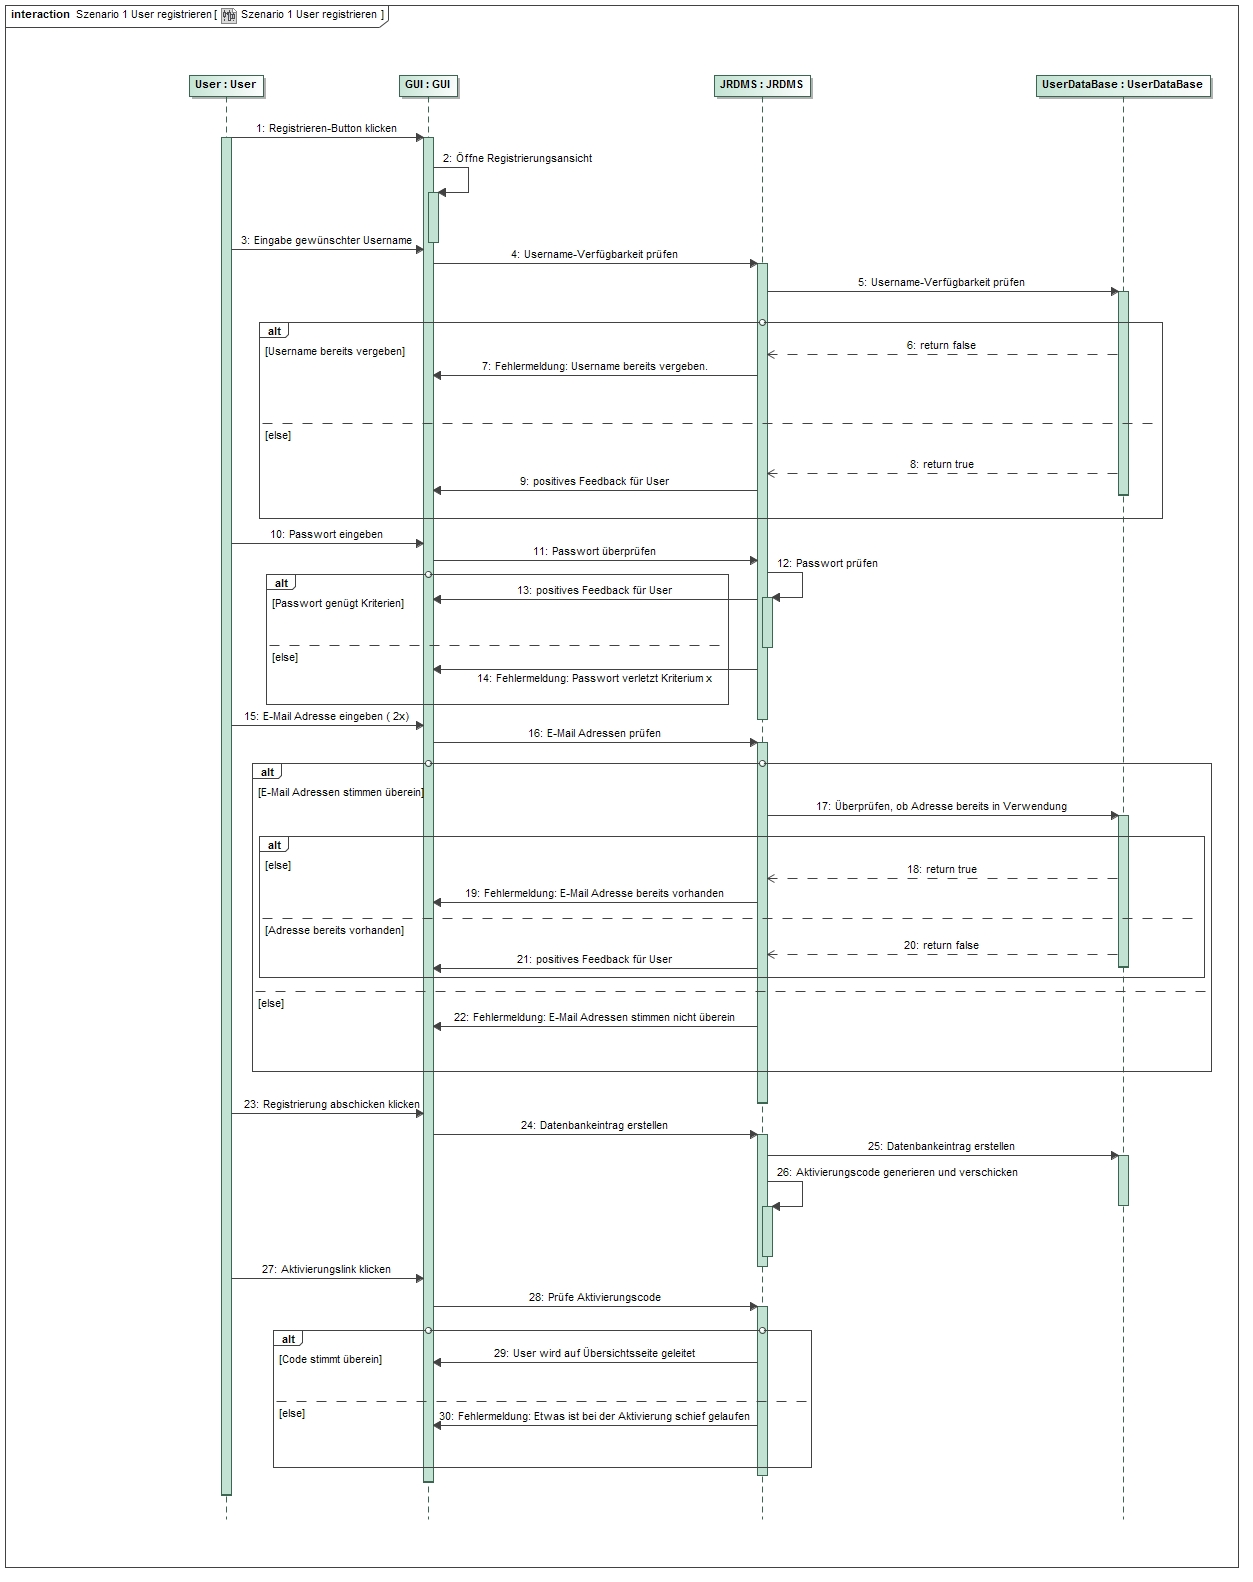 interaction Szenario 1 User registrieren [ Szenario 1 User registrieren ]
User : User
GUI : GUI
JRDMS : JRDMS
UserDataBase : UserDataBase
1: Registrieren-Button klicken
2: Öffne Registrierungsansicht
3: Eingabe gewünschter Username
4: Username-Verfügbarkeit prüfen
5: Username-Verfügbarkeit prüfen
alt
[Username bereits vergeben]
6: return false
7: Fehlermeldung: Username bereits vergeben.
[else]
8: return true
9: positives Feedback für User
10: Passwort eingeben
11: Passwort überprüfen
12: Passwort prüfen
alt
13: positives Feedback für User
[Passwort genügt Kriterien]
[else]
14: Fehlermeldung: Passwort verletzt Kriterium x
15: E-Mail Adresse eingeben ( 2x)
16: E-Mail Adressen prüfen
alt
[E-Mail Adressen stimmen überein]
17: Überprüfen, ob Adresse bereits in Verwendung
alt
[else]
18: return true
19: Fehlermeldung: E-Mail Adresse bereits vorhanden
[Adresse bereits vorhanden]
20: return false
21: positives Feedback für User
[else]
22: Fehlermeldung: E-Mail Adressen stimmen nicht überein
23: Registrierung abschicken klicken
24: Datenbankeintrag erstellen
25: Datenbankeintrag erstellen
26: Aktivierungscode generieren und verschicken
27: Aktivierungslink klicken
28: Prüfe Aktivierungscode
alt
29: User wird auf Übersichtsseite geleitet
[Code stimmt überein]
[else]
30: Fehlermeldung: Etwas ist bei der Aktivierung schief gelaufen